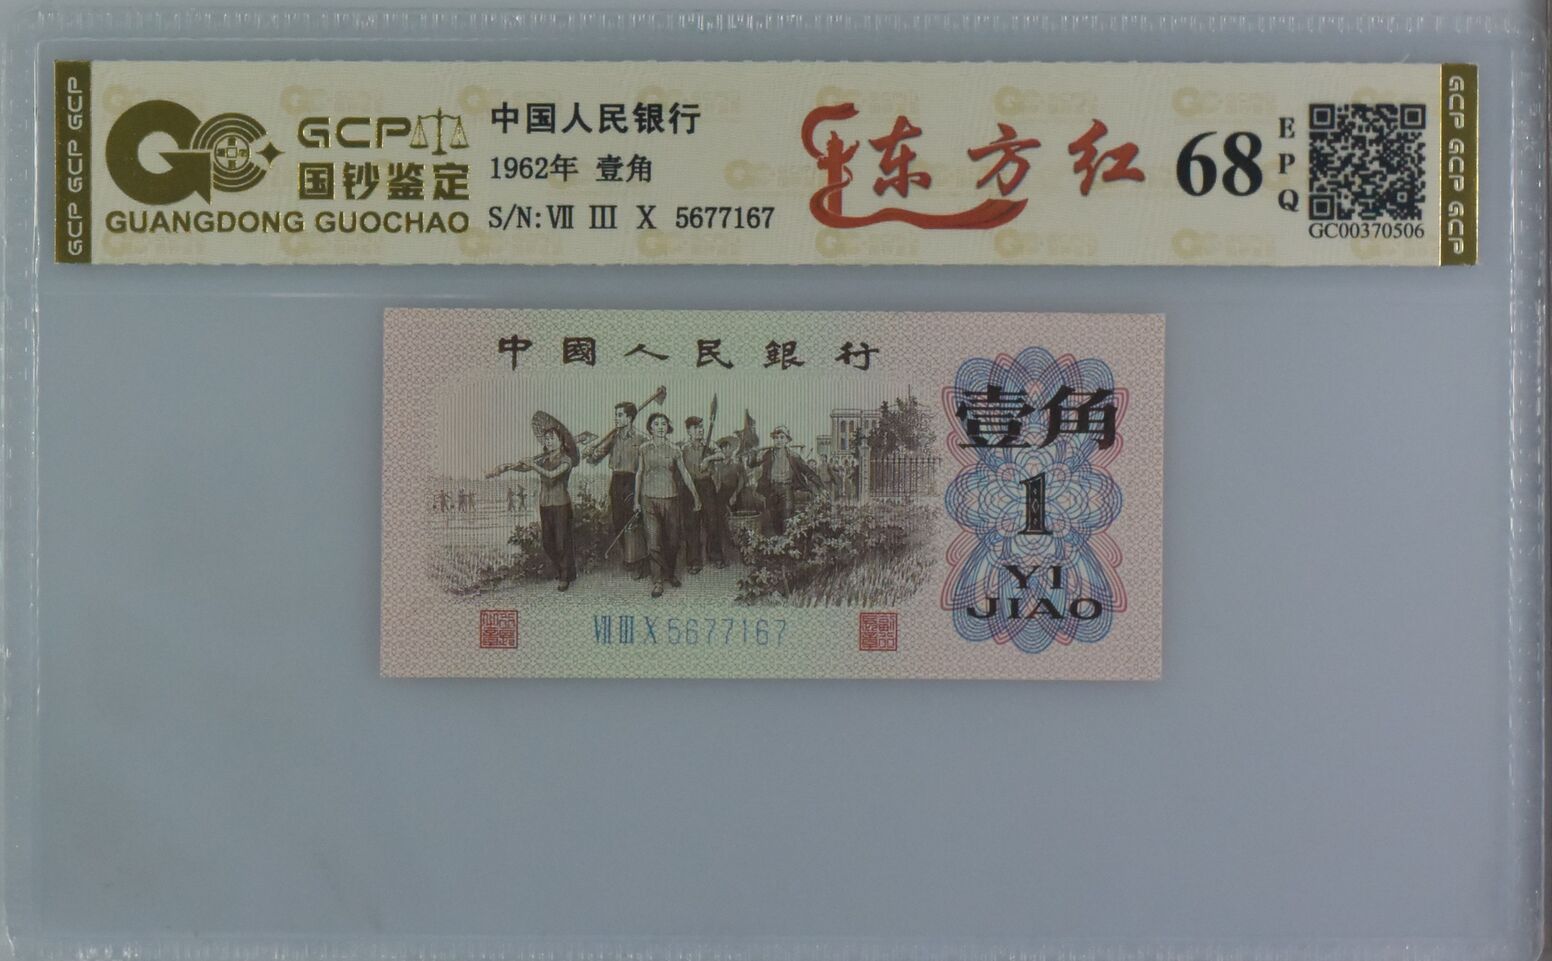 GCP GCP GCP
GCP
国钞鉴定
GUANGDONG GUOCHAO
中国人民银行
1962年 壹角
S/N: Ⅶ Ⅲ Ⅹ 5677167
东方红
68
EPQ
GC00370506
GCP GCP GCP
中國人民銀行
壹角
1
YI
JIAO
Ⅶ Ⅲ Ⅹ 5677167